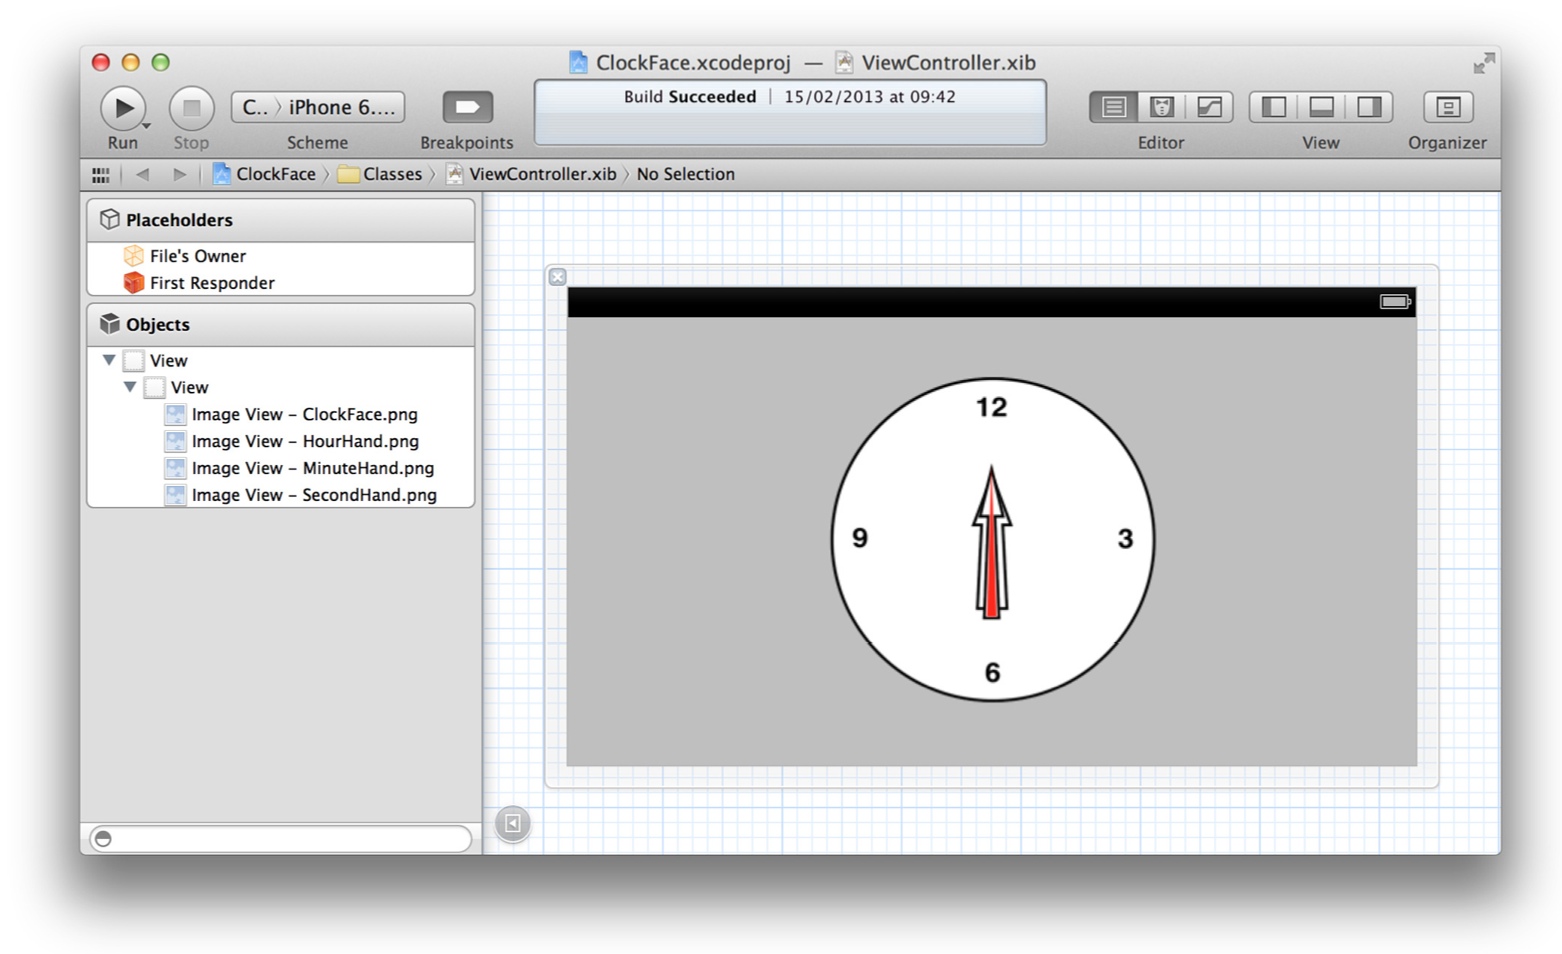 ClockFace.xcodeproj — ViewController.xib
Build Succeeded | 15/02/2013 at 09:42
C.. 〉 iPhone 6....
Run
Stop
Scheme
Breakpoints
Editor
View
Organizer
ClockFace 〉 Classes 〉 ViewController.xib 〉 No Selection
Placeholders
File's Owner
First Responder
Objects
View
View
Image View – ClockFace.png
Image View – HourHand.png
Image View – MinuteHand.png
Image View – SecondHand.png
12
9
3
6